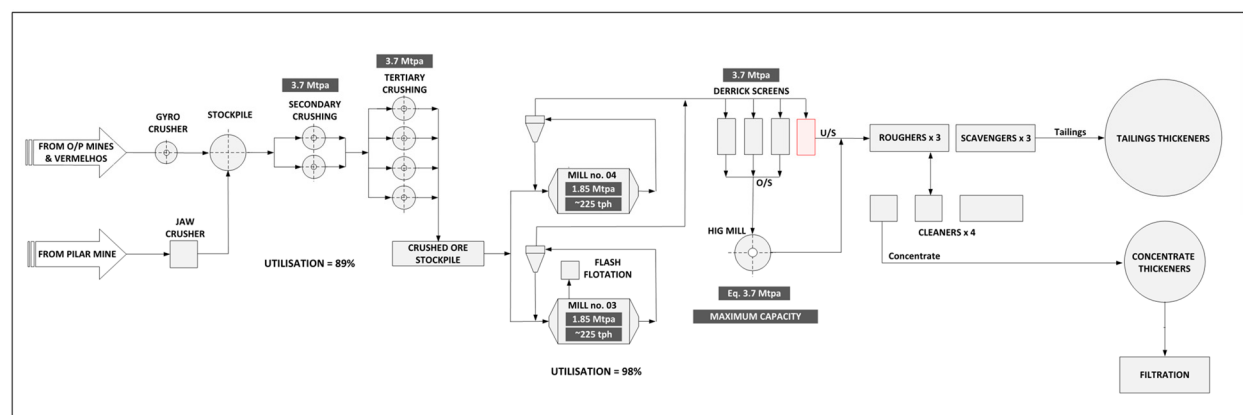 3.7 Mtpa
TERTIARY
CRUSHING
3.7 Mtpa
SECONDARY
CRUSHING
GYRO
CRUSHER
STOCKPILE
FROM O/P MINES
& VERMELHOS
JAW
CRUSHER
FROM PILAR MINE
UTILISATION = 89%
CRUSHED ORE
STOCKPILE
MILL no. 04
1.85 Mtpa
~225 tph
FLASH
FLOTATION
MILL no. 03
1.85 Mtpa
~225 tph
UTILISATION = 98%
3.7 Mtpa
DERRICK SCREENS
U/S
O/S
HIG MILL
Eq. 3.7 Mtpa
MAXIMUM CAPACITY
ROUGHERS x 3
SCAVENGERS x 3
Tailings
TAILINGS THICKENERS
CLEANERS x 4
Concentrate
CONCENTRATE
THICKENERS
FILTRATION